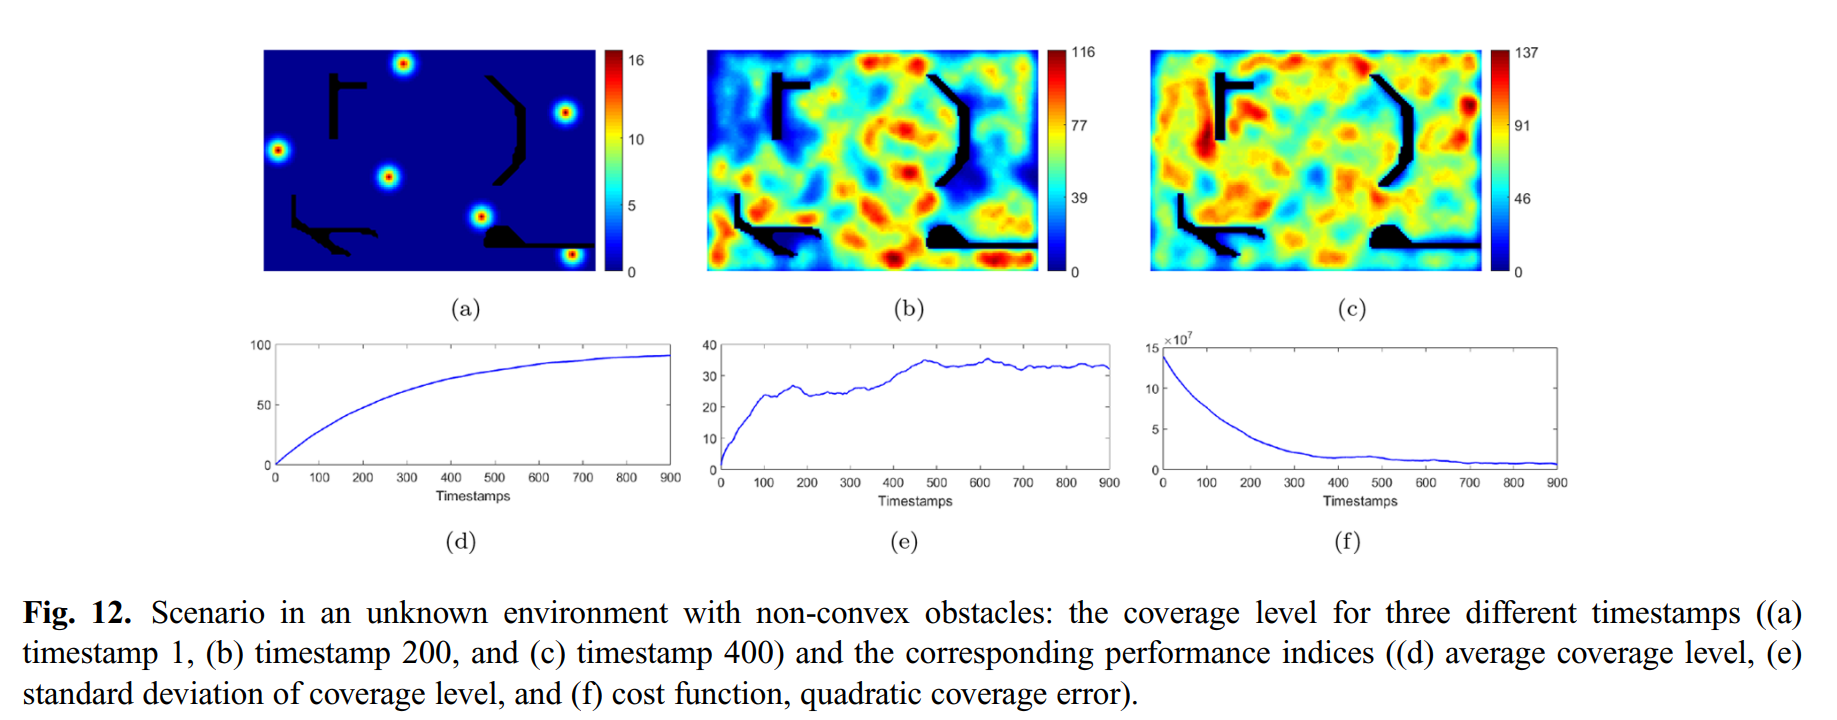 16
10
5
0
116
77
39
0
137
91
46
0
(a)
(b)
(c)
100
50
0
0 100 200 300 400 500 600 700 800 900
Timestamps
40
30
20
10
0
0 100 200 300 400 500 600 700 800 900
Timestamps
×10⁷
15
10
5
0
0 100 200 300 400 500 600 700 800 900
Timestamps
(d)
(e)
(f)
Fig. 12. Scenario in an unknown environment with non-convex obstacles: the coverage level for three different timestamps ((a)
timestamp 1, (b) timestamp 200, and (c) timestamp 400) and the corresponding performance indices ((d) average coverage level, (e)
standard deviation of coverage level, and (f) cost function, quadratic coverage error).